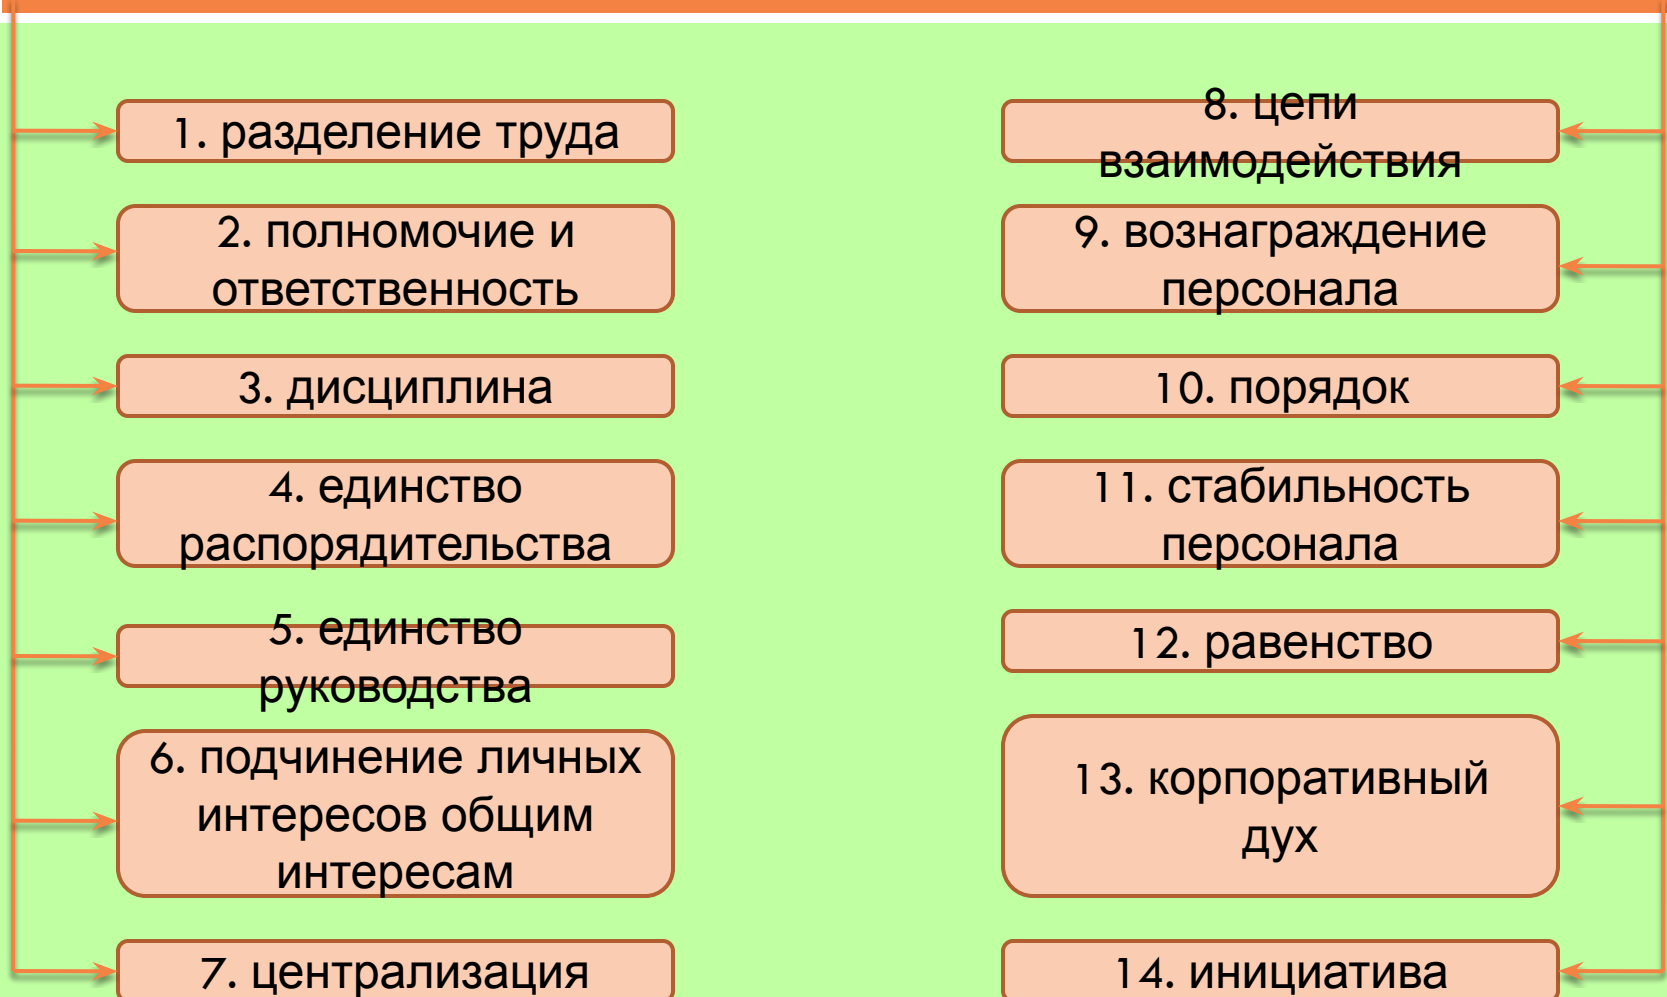 1. разделение труда
2. полномочие и
ответственность
3. дисциплина
4. единство
распорядительства
5. единство
руководства
6. подчинение личных
интересов общим
интересам
7. централизация
8. цепи
взаимодействия
9. вознаграждение
персонала
10. порядок
11. стабильность
персонала
12. равенство
13. корпоративный
дух
14. инициатива